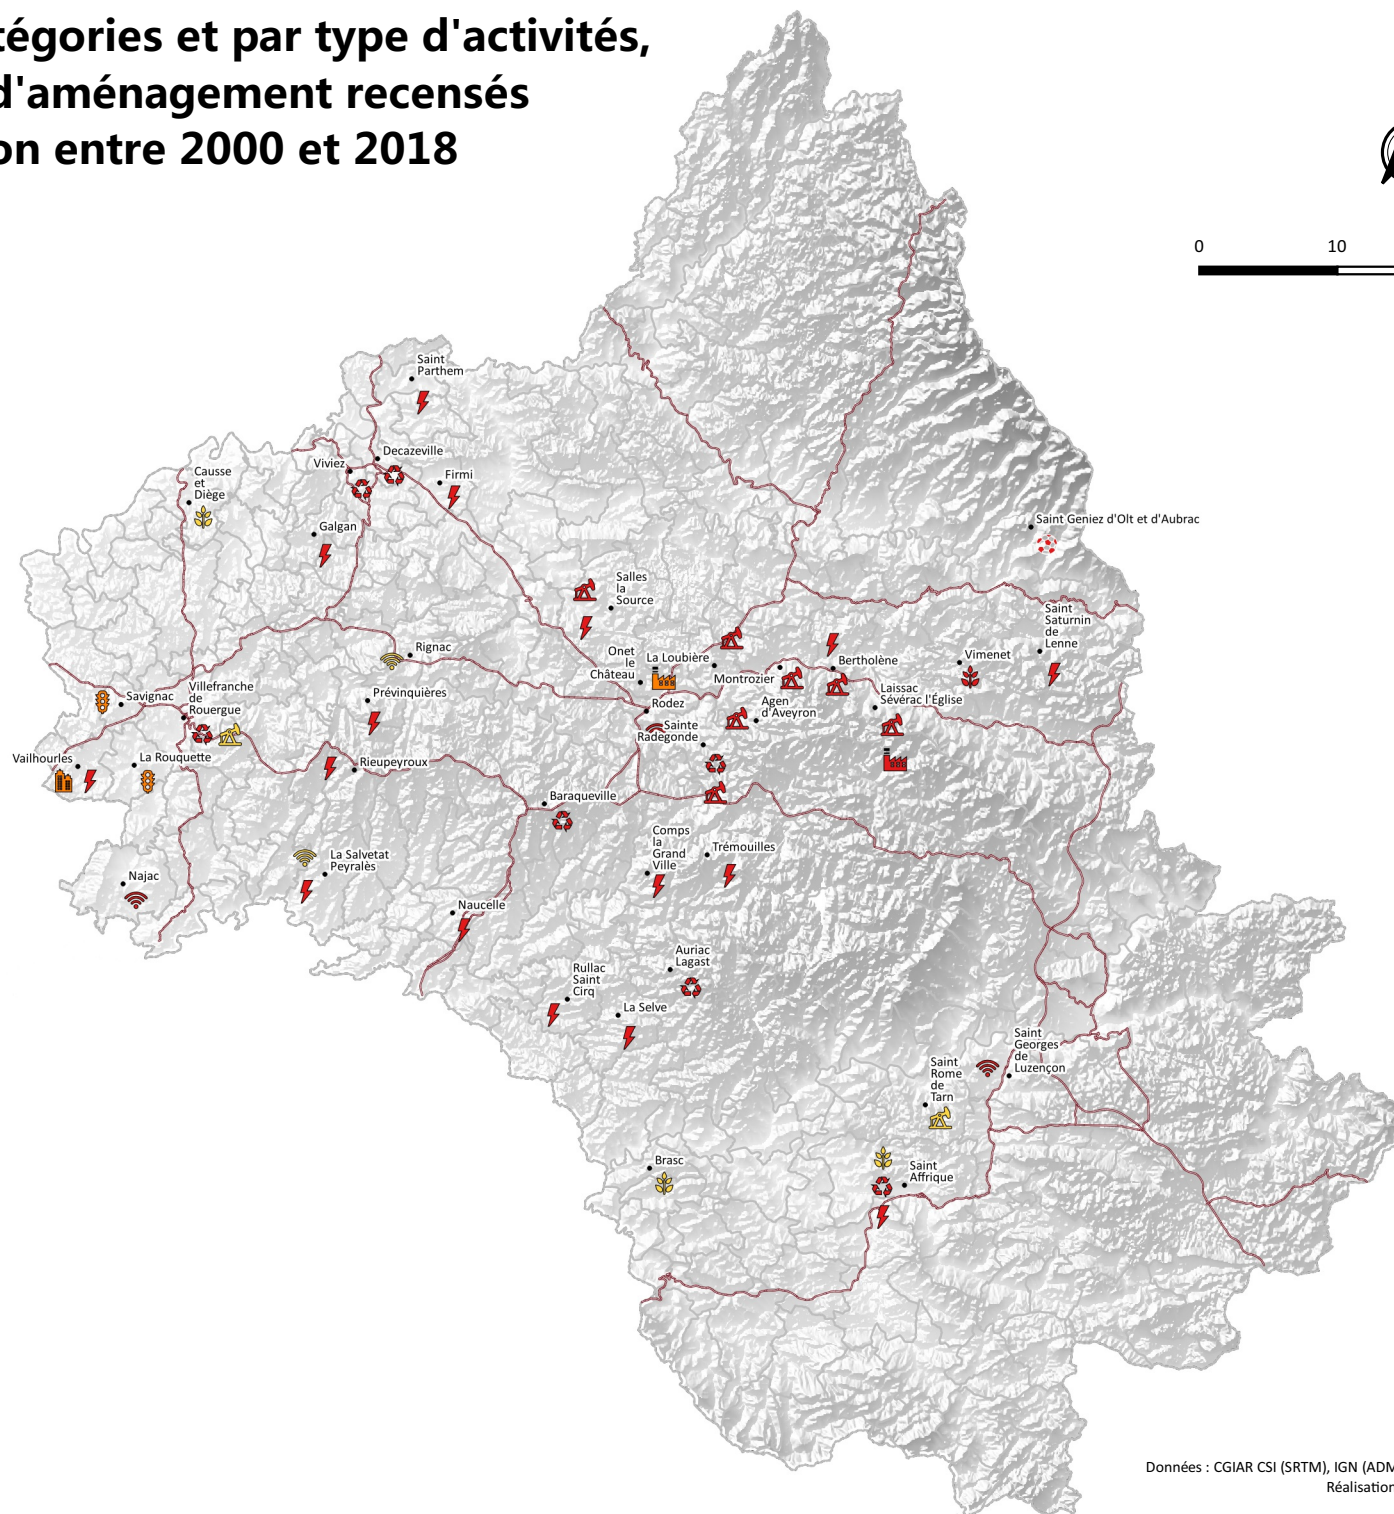 tégories et par type d'activités,
d'aménagement recensés
on entre 2000 et 2018
0
10
Saint
Parthem
Decazeville
Viviez
Firmi
Causse
et
Diège
Galgan
Saint Geniez d'Olt et d'Aubrac
Salles
la
Source
Saint
Saturnin
de
Lenne
Rignac
Onet
le
Château
La Loubière
Montrozier
Bertholène
Vimenet
Savignac
Villefranche
de
Rouergue
Prévinquières
Rodez
Agen
d'Aveyron
Laissac
Sévérac l'Église
Sainte
Radegonde
Vailhourles
La Rouquette
Rieupeyroux
Baraqueville
Comps
la
Grand
Ville
Trémouilles
La Salvetat
Peyralès
Najac
Naucelle
Auriac
Lagast
Rullac
Saint
Cirq
La Selve
Saint
Georges
de
Luzençon
Saint
Rome
de
Tarn
Brasc
Saint
Affrique
Données : CGIAR CSI (SRTM), IGN (ADM
Réalisation